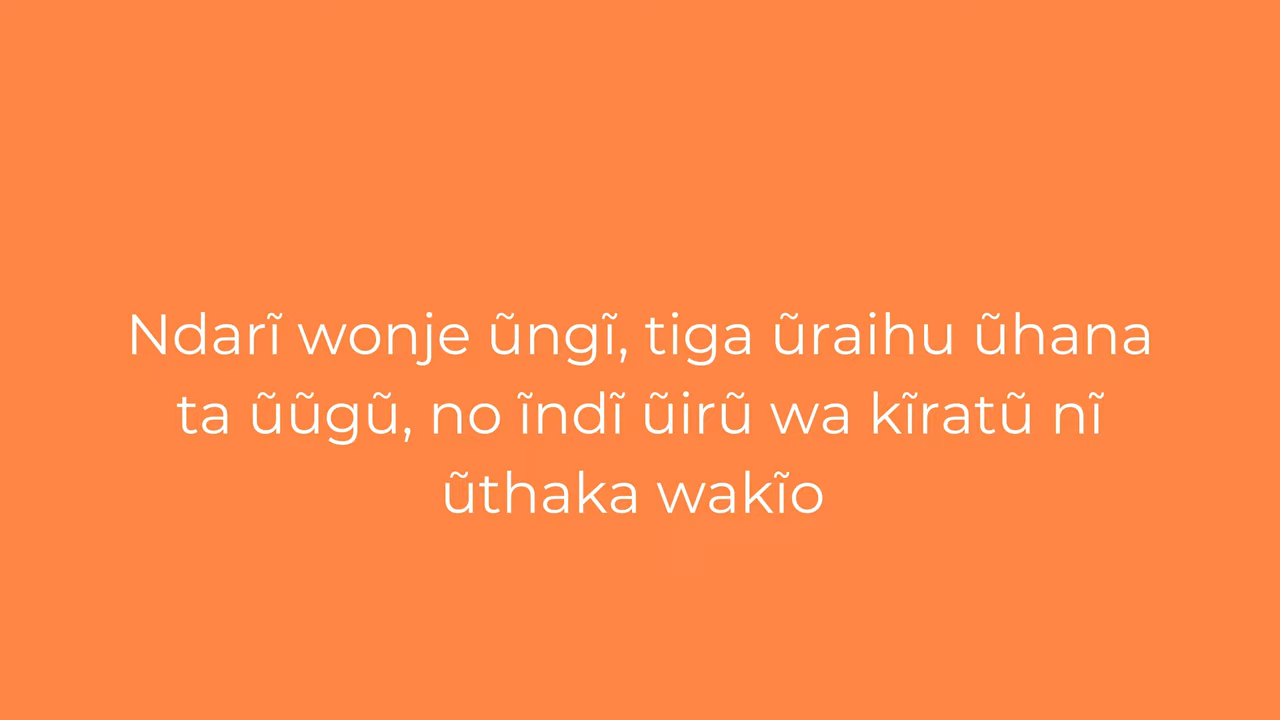 Ndarĩ wonje ũngĩ, tiga ũraihu ũhana
ta ũũgũ, no ĩndĩ ũirũ wa kĩratũ nĩ
ũthaka wakĩo